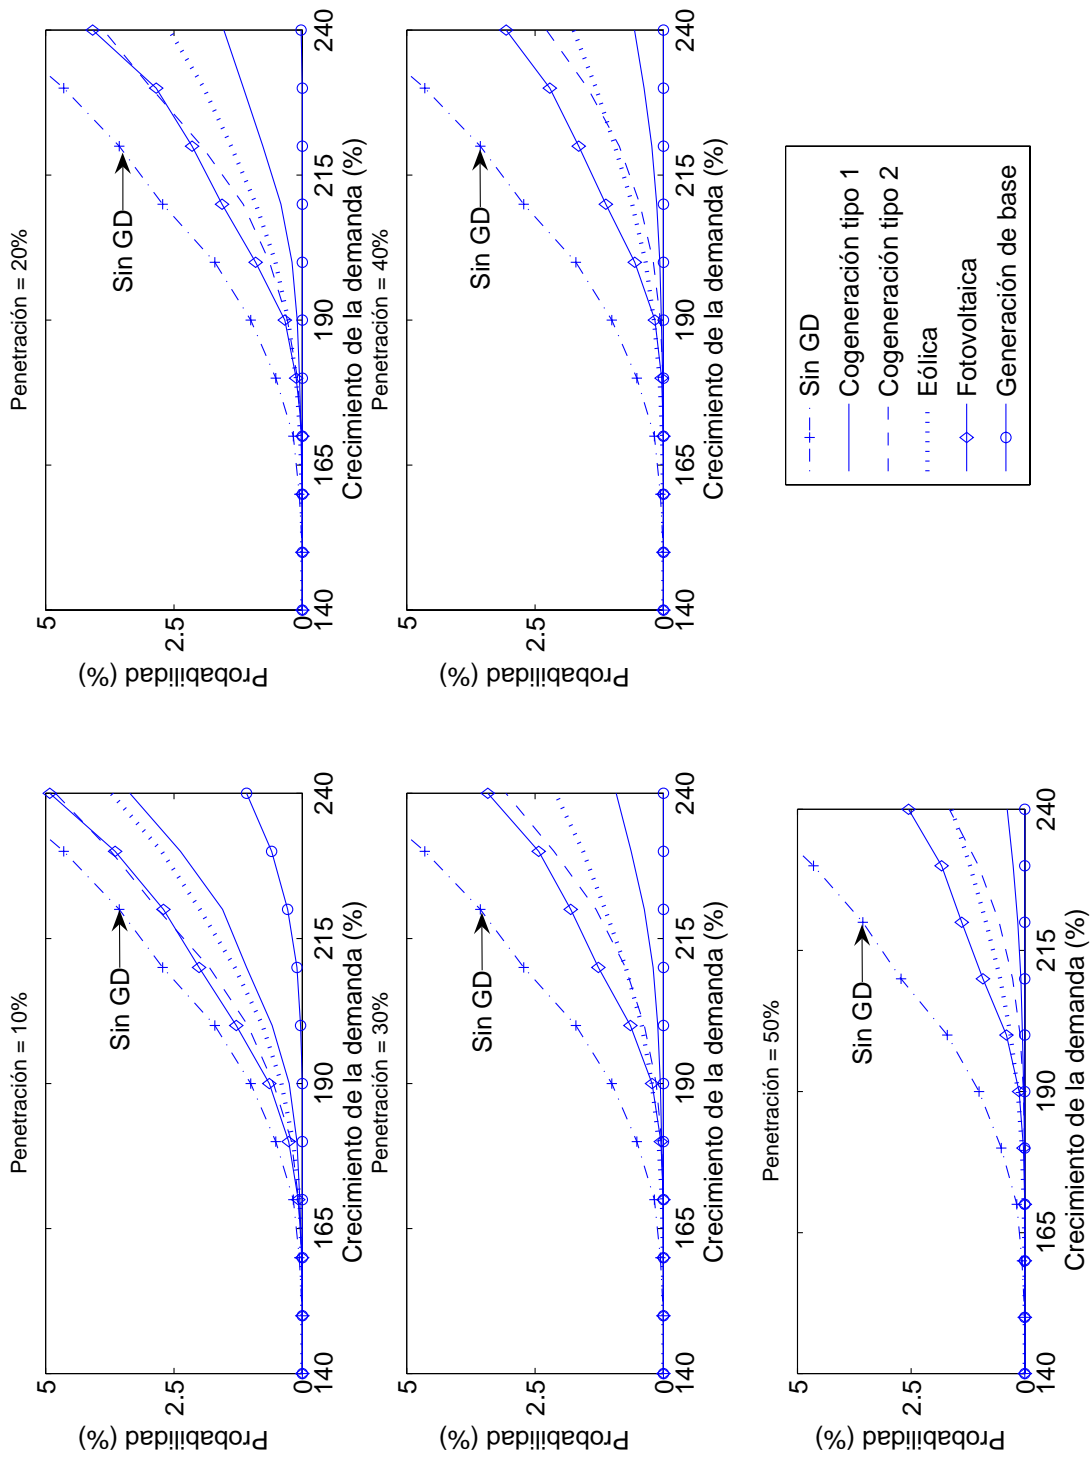 Penetración = 10%
5
2.5
0
140
165
190
215
240
Probabilidad (%)
Crecimiento de la demanda (%)
Sin GD
Penetración = 20%
5
2.5
0
140
165
190
215
240
Probabilidad (%)
Crecimiento de la demanda (%)
Sin GD
Penetración = 30%
5
2.5
0
140
165
190
215
240
Probabilidad (%)
Crecimiento de la demanda (%)
Sin GD
Penetración = 40%
5
2.5
0
140
165
190
215
240
Probabilidad (%)
Crecimiento de la demanda (%)
Sin GD
Penetración = 50%
5
2.5
0
140
165
190
215
240
Probabilidad (%)
Crecimiento de la demanda (%)
Sin GD
Sin GD
Cogeneración tipo 1
Cogeneración tipo 2
Eólica
Fotovoltaica
Generación de base